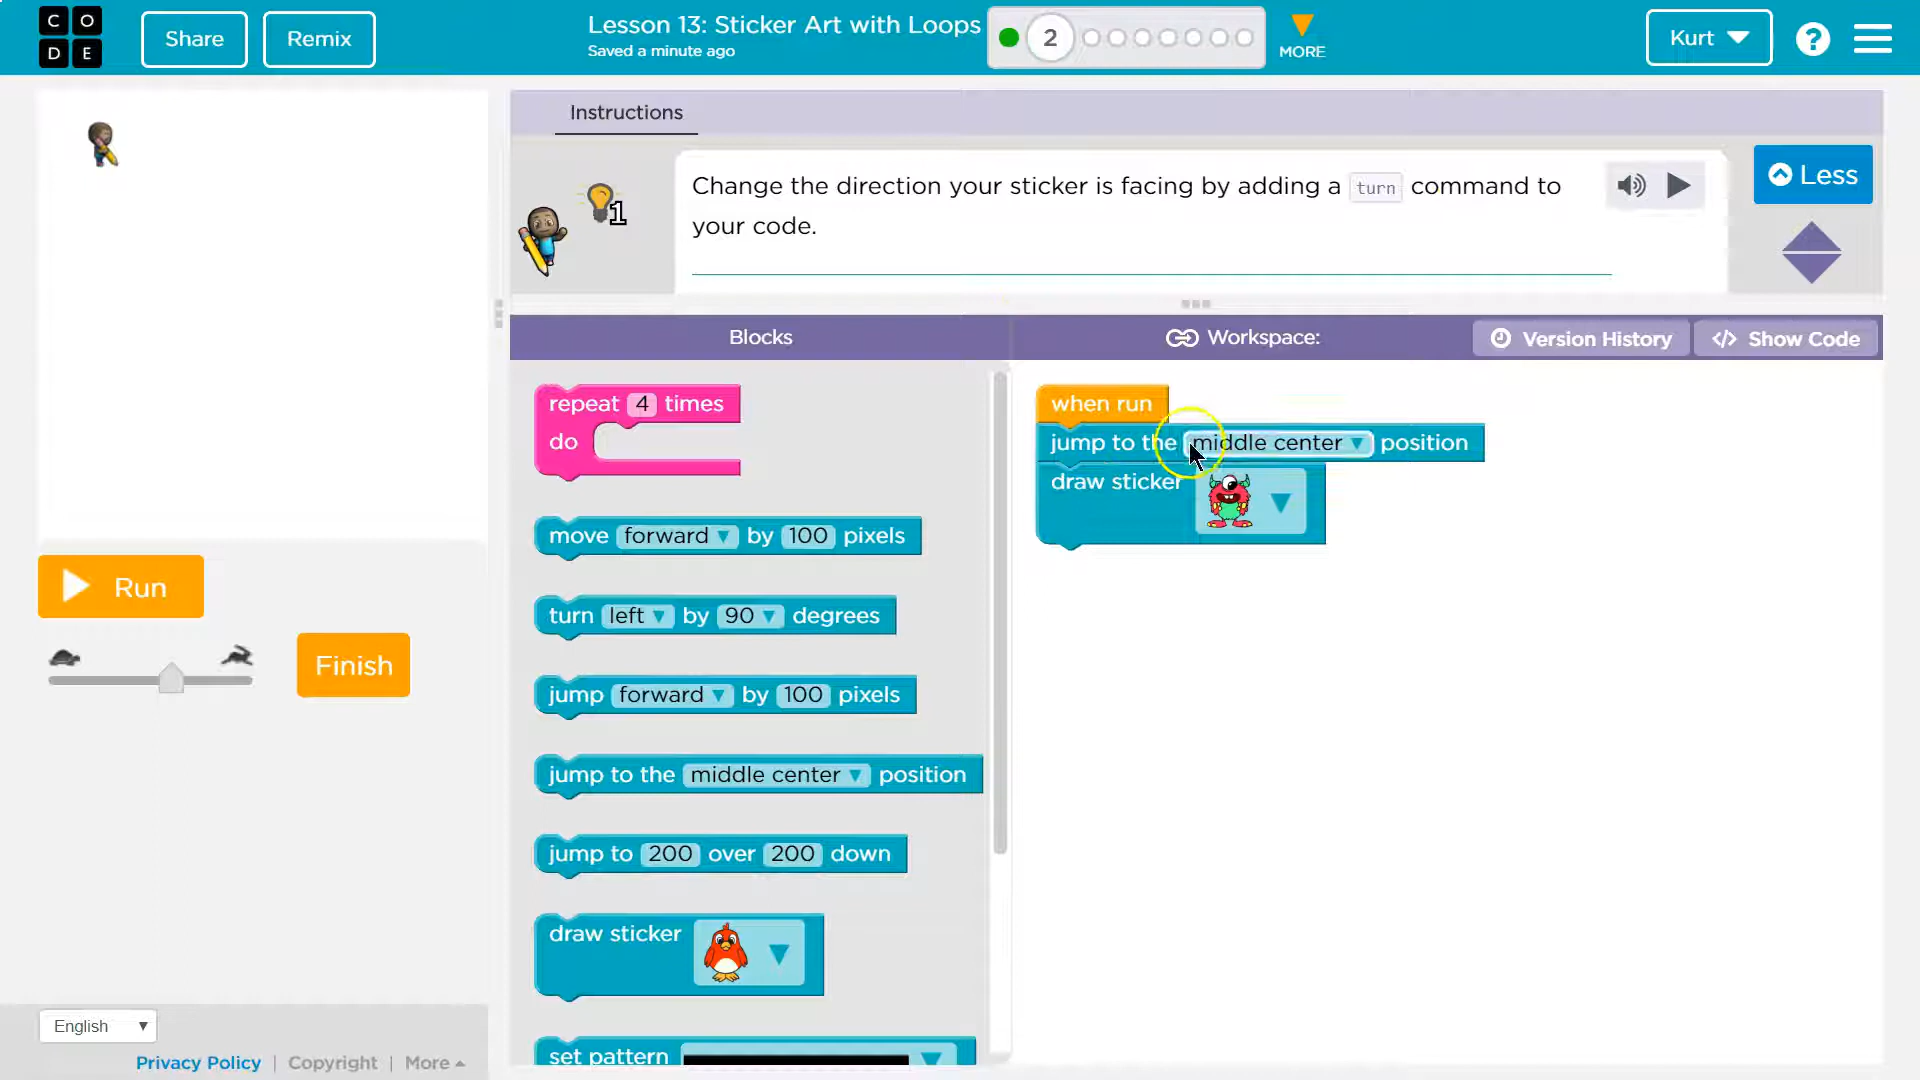 CODE
Share
Remix
Lesson 13: Sticker Art with Loops
Saved a minute ago
2
MORE
Kurt
?
Instructions
1
Change the direction your sticker is facing by adding a turn command to
your code.
Less
Blocks
Workspace:
Version History
</> Show Code
repeat 4 times
do
move forward by 100 pixels
turn left by 90 degrees
jump forward by 100 pixels
jump to the middle center position
jump to 200 over 200 down
draw sticker
set pattern
when run
jump to the middle center position
draw sticker
Run
Finish
English
Privacy Policy | Copyright | More